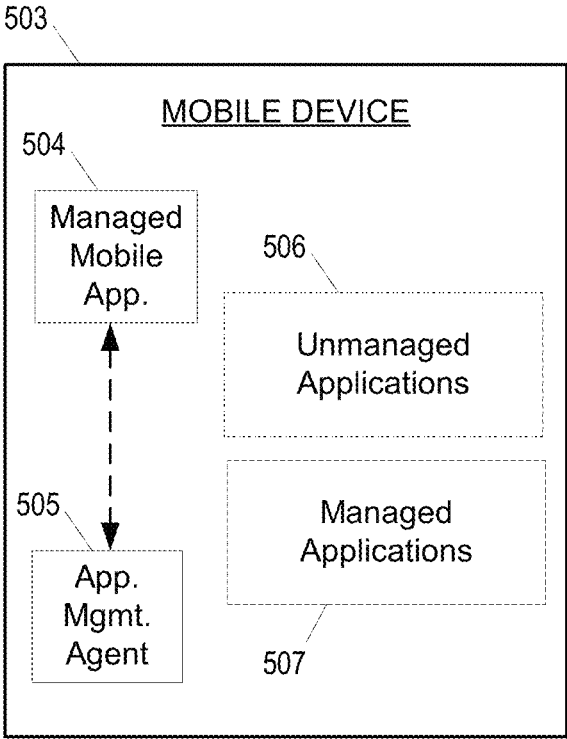 503
MOBILE DEVICE
504
Managed
Mobile
App.
506
Unmanaged
Applications
505
App.
Mgmt.
Agent
Managed
Applications
507